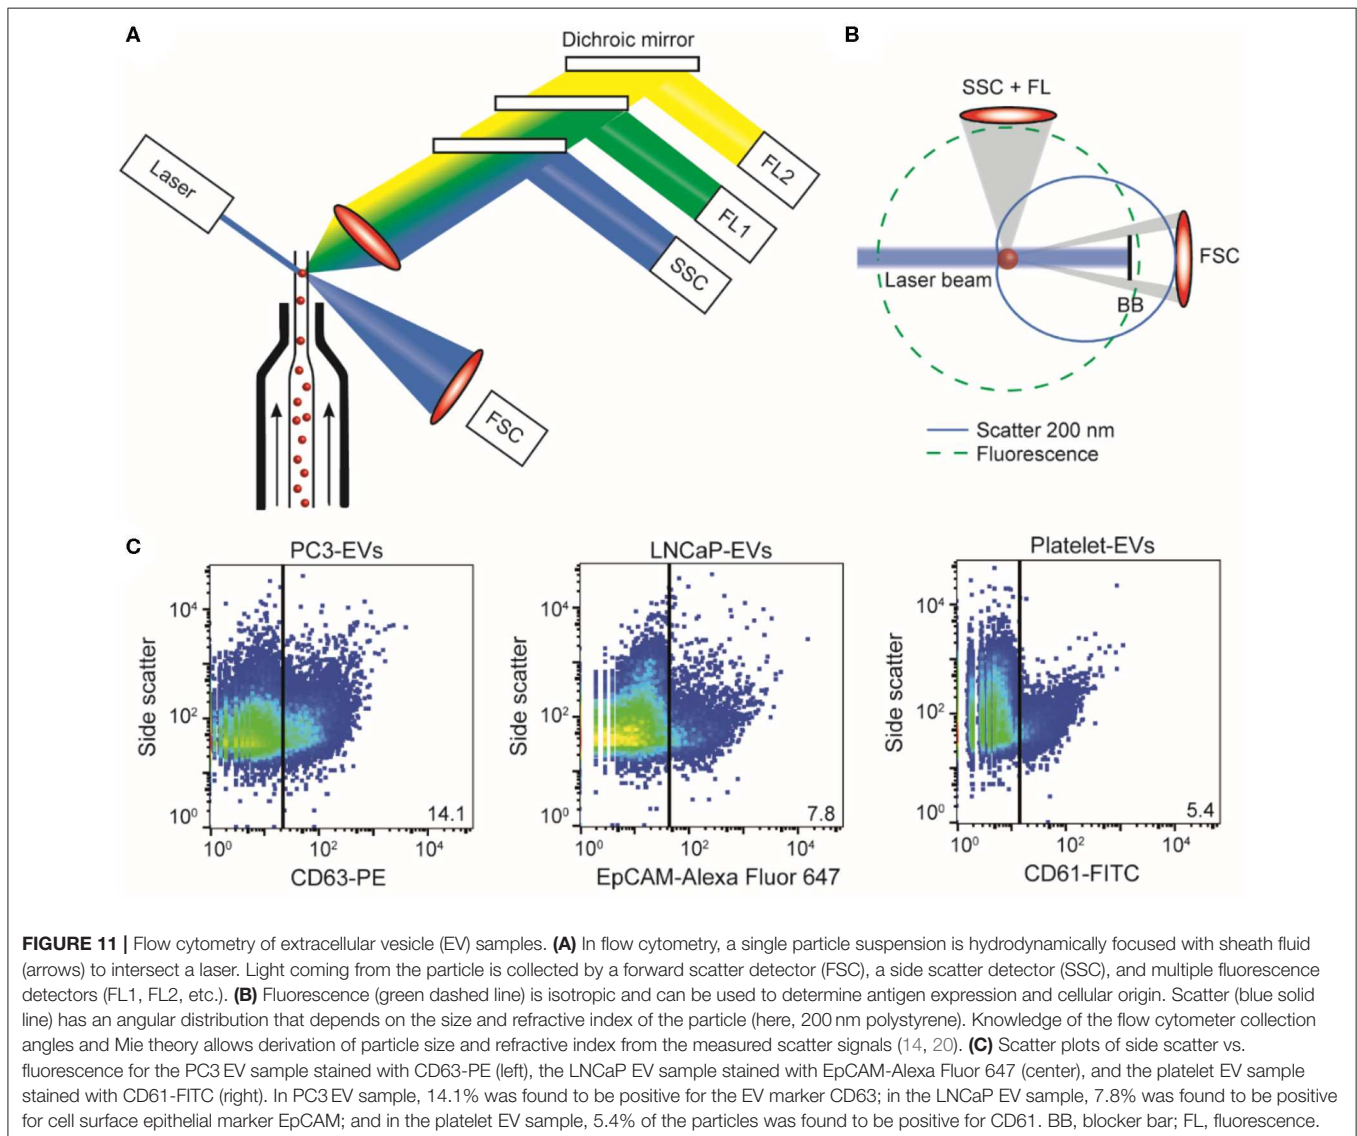 A
Dichroic mirror
Laser
FL2
FL1
SSC
FSC
B
SSC + FL
FSC
Laser beam
BB
Scatter 200 nm
Fluorescence
C
PC3-EVs
Side scatter
10⁴
10²
10⁰
14.1
10⁰ 10² 10⁴
CD63-PE
LNCaP-EVs
Side scatter
10⁴
10²
10⁰
7.8
10⁰ 10² 10⁴
EpCAM-Alexa Fluor 647
Platelet-EVs
Side scatter
10⁴
10²
10⁰
5.4
10⁰ 10² 10⁴
CD61-FITC
FIGURE 11 | Flow cytometry of extracellular vesicle (EV) samples. (A) In flow cytometry, a single particle suspension is hydrodynamically focused with sheath fluid
(arrows) to intersect a laser. Light coming from the particle is collected by a forward scatter detector (FSC), a side scatter detector (SSC), and multiple fluorescence
detectors (FL1, FL2, etc.). (B) Fluorescence (green dashed line) is isotropic and can be used to determine antigen expression and cellular origin. Scatter (blue solid
line) has an angular distribution that depends on the size and refractive index of the particle (here, 200 nm polystyrene). Knowledge of the flow cytometer collection
angles and Mie theory allows derivation of particle size and refractive index from the measured scatter signals (14, 20). (C) Scatter plots of side scatter vs.
fluorescence for the PC3 EV sample stained with CD63-PE (left), the LNCaP EV sample stained with EpCAM-Alexa Fluor 647 (center), and the platelet EV sample
stained with CD61-FITC (right). In PC3 EV sample, 14.1% was found to be positive for the EV marker CD63; in the LNCaP EV sample, 7.8% was found to be positive
for cell surface epithelial marker EpCAM; and in the platelet EV sample, 5.4% of the particles was found to be positive for CD61. BB, blocker bar; FL, fluorescence.